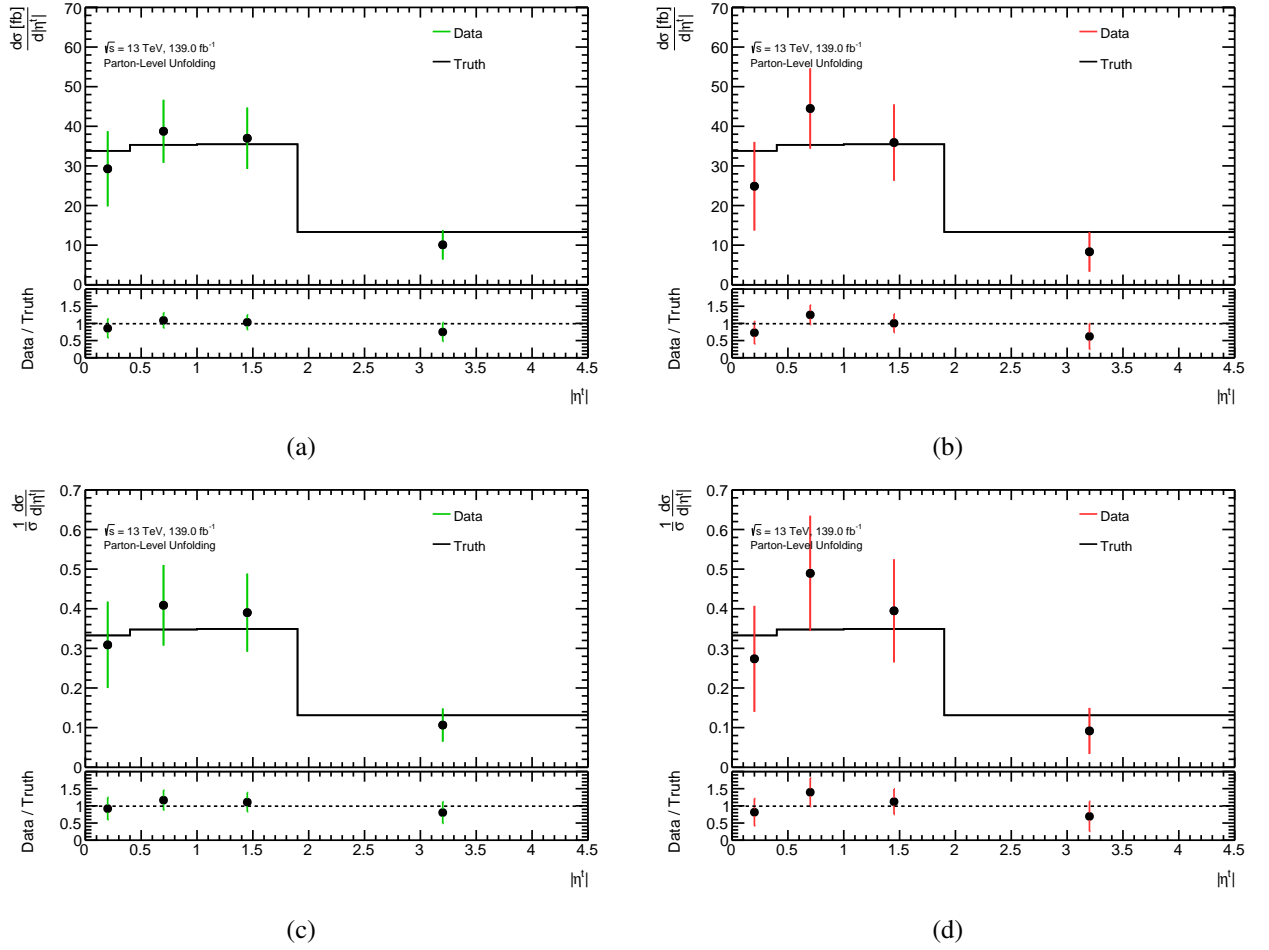 dσ [fb]
d|ηᵗ|
70
60
50
40
30
20
10
0
√s = 13 TeV, 139.0 fb⁻¹
Parton-Level Unfolding
Data
Truth
Data / Truth
1.5
1
0.5
0
0 0.5 1 1.5 2 2.5 3 3.5 4 4.5
|ηᵗ|
(a)
dσ [fb]
d|ηᵗ|
70
60
50
40
30
20
10
0
√s = 13 TeV, 139.0 fb⁻¹
Parton-Level Unfolding
Data
Truth
Data / Truth
1.5
1
0.5
0
0 0.5 1 1.5 2 2.5 3 3.5 4 4.5
|ηᵗ|
(b)
1 dσ
σ d|ηᵗ|
0.7
0.6
0.5
0.4
0.3
0.2
0.1
0
√s = 13 TeV, 139.0 fb⁻¹
Parton-Level Unfolding
Data
Truth
Data / Truth
1.5
1
0.5
0
0 0.5 1 1.5 2 2.5 3 3.5 4 4.5
|ηᵗ|
(c)
1 dσ
σ d|ηᵗ|
0.7
0.6
0.5
0.4
0.3
0.2
0.1
0
√s = 13 TeV, 139.0 fb⁻¹
Parton-Level Unfolding
Data
Truth
Data / Truth
1.5
1
0.5
0
0 0.5 1 1.5 2 2.5 3 3.5 4 4.5
|ηᵗ|
(d)